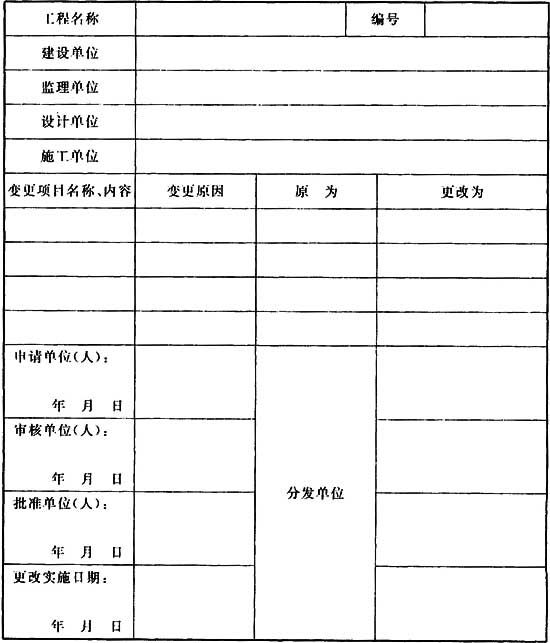 工程名称 编号
建设单位
监理单位
设计单位
施工单位
变更项目名称、内容 变更原因 原 为 更改为
申请单位(人):
年 月 日
审核单位(人):
年 月 日
分发单位
批准单位(人):
年 月 日
更改实施日期:
年 月 日